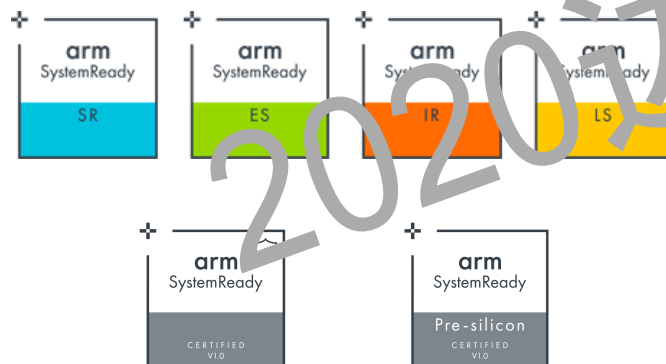 arm
SystemReady
SR
arm
SystemReady
ES
arm
SystemReady
IR
arm
SystemReady
LS
2020
arm
SystemReady
CERTIFIED
V1.0
arm
SystemReady
Pre-silicon
CERTIFIED
V1.0